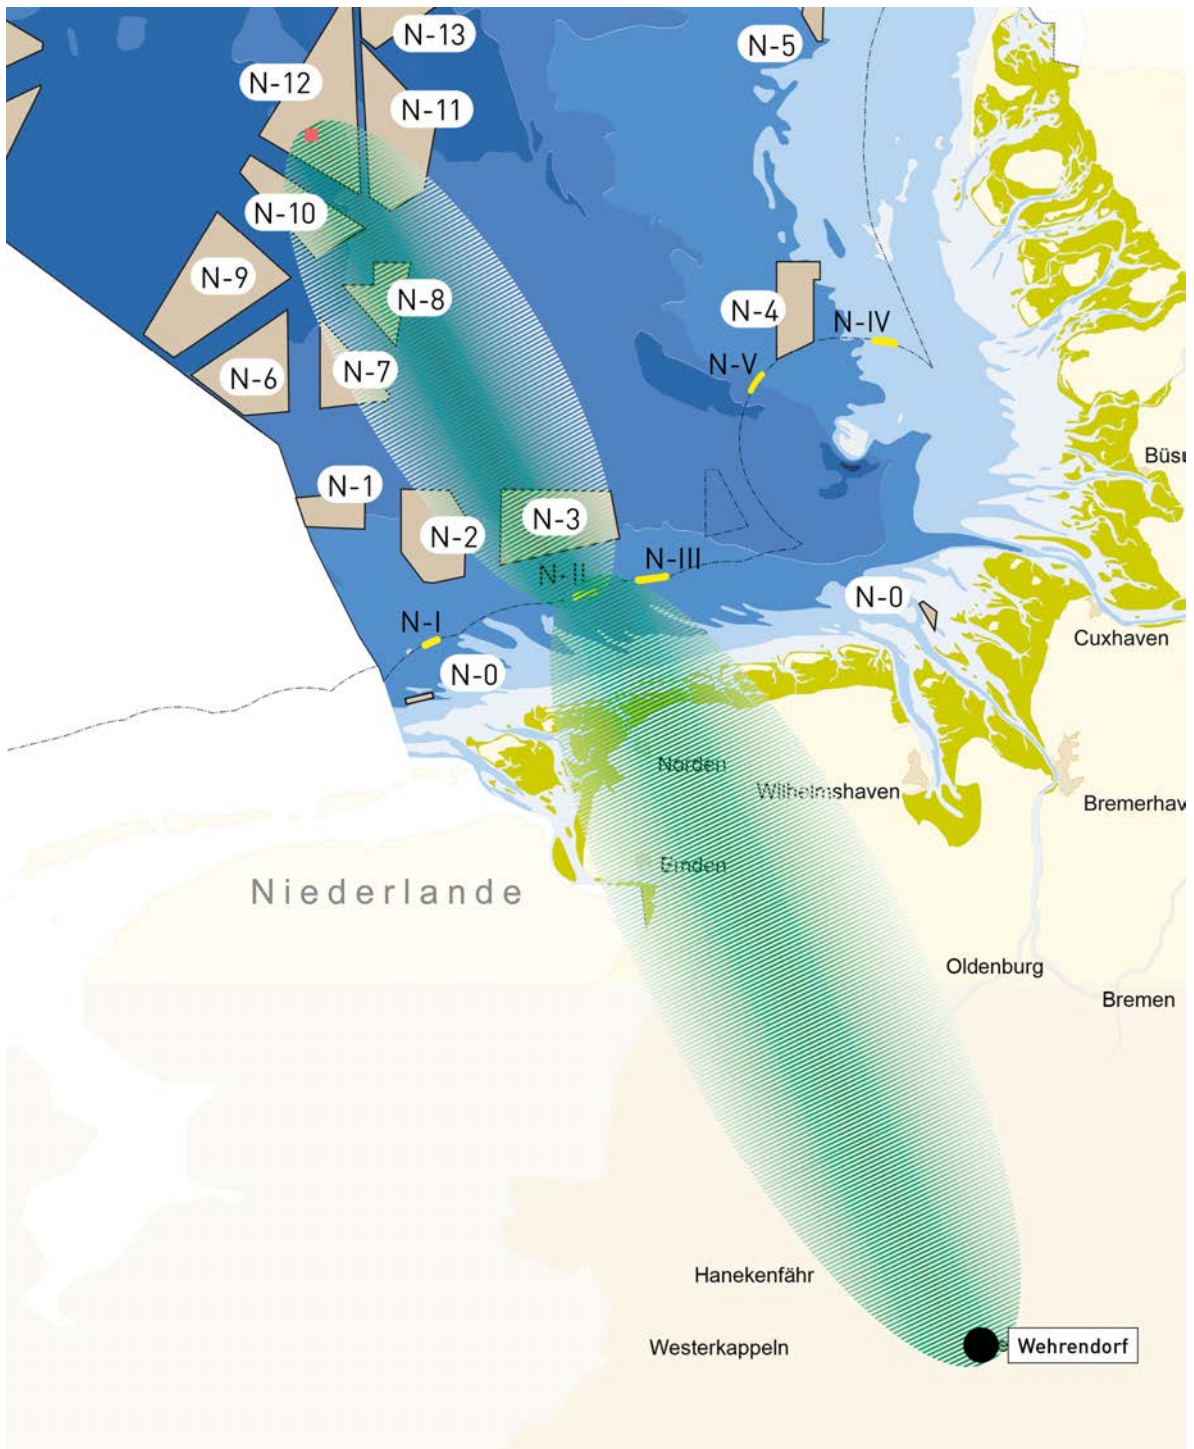 N-13
N-5
N-12
N-11
N-10
N-9
N-8
N-4
N-IV
N-V
N-7
N-6
Büsu
N-1
N-3
N-2
N-III
N-II
N-0
N-I
Cuxhaven
N-0
Norden
Wilhelmshaven
Bremerhav
Emden
Niederlande
Oldenburg
Bremen
Hanekenfähr
Westerkappeln
Wehrendorf